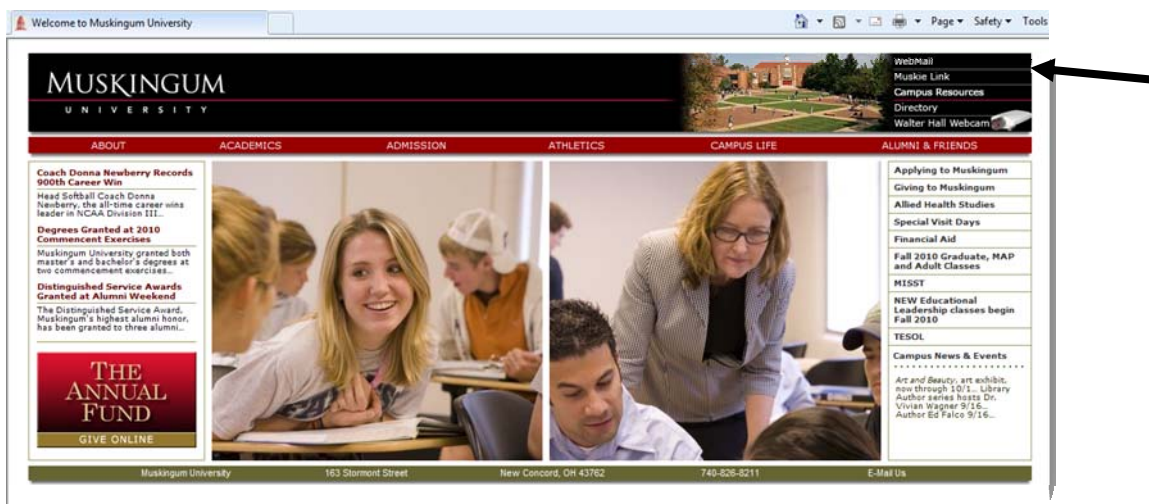 Welcome to Muskingum University
Page
Safety
Tools
MUSKINGUM
UNIVERSITY
WebMail
Muskie Link
Campus Resources
Directory
Walter Hall Webcam
ABOUT
ACADEMICS
ADMISSION
ATHLETICS
CAMPUS LIFE
ALUMNI & FRIENDS
Coach Donna Newberry Records
900th Career Win
Head Softball Coach Donna
Newberry, the all-time career wins
leader in NCAA Division III...
Degrees Granted at 2010
Commencent Exercises
Muskingum University granted both
master's and bachelor's degrees at
two commencement exercises...
Distinguished Service Awards
Granted at Alumni Weekend
The Distinguished Service Award,
Muskingum's highest alumni honor,
has been granted to three alumni...
THE
ANNUAL
FUND
GIVE ONLINE
Applying to Muskingum
Giving to Muskingum
Allied Health Studies
Special Visit Days
Financial Aid
Fall 2010 Graduate, MAP
and Adult Classes
MISST
NEW Educational
Leadership classes begin
Fall 2010
TESOL
Campus News & Events
Art and Beauty, art exhibit,
now through 10/1... Library
Author series hosts Dr.
Vivian Wagner 9/16...
Author Ed Falco 9/16...
Muskingum University
163 Stormont Street
New Concord, OH 43762
740-826-8211
E-Mail Us